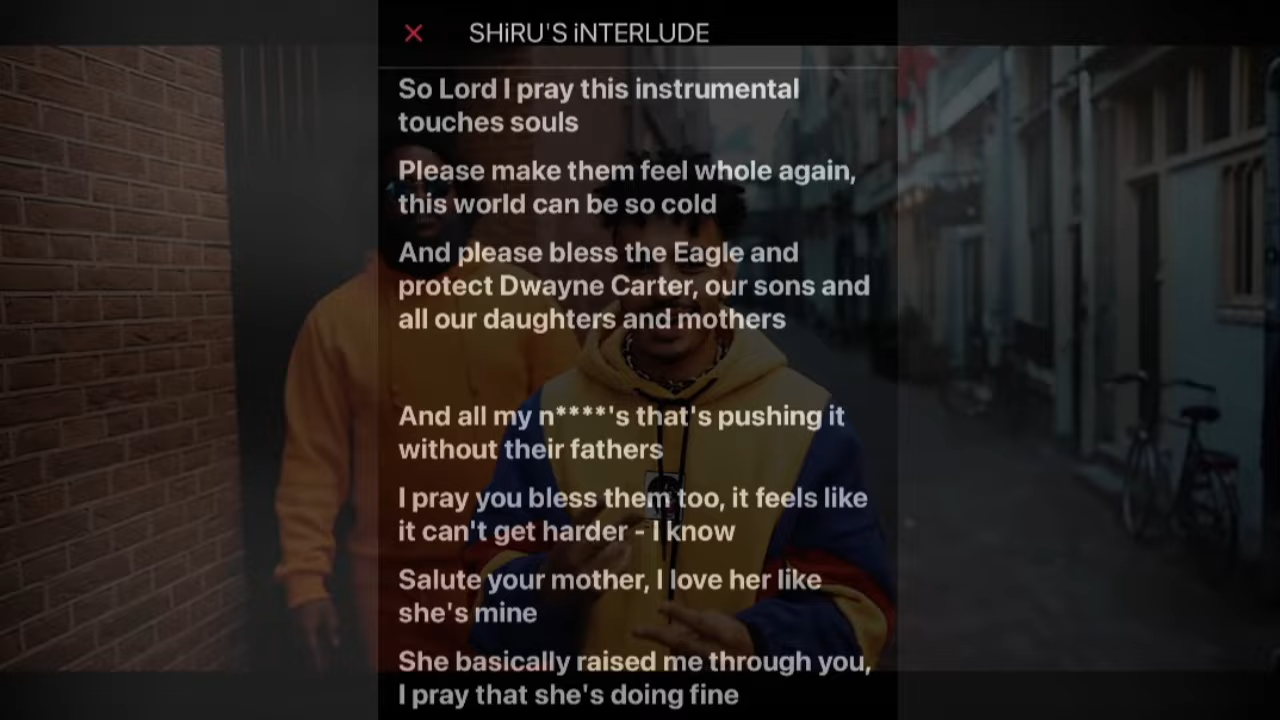 SHiRU'S iNTERLUDE
So Lord I pray this instrumental
touches souls
Please make them feel whole again,
this world can be so cold
And please bless the Eagle and
protect Dwayne Carter, our sons and
all our daughters and mothers
And all my n****'s that's pushing it
without their fathers
I pray you bless them too, it feels like
it can't get harder - I know
Salute your mother, I love her like
she's mine
She basically raised me through you,
I pray that she's doing fine